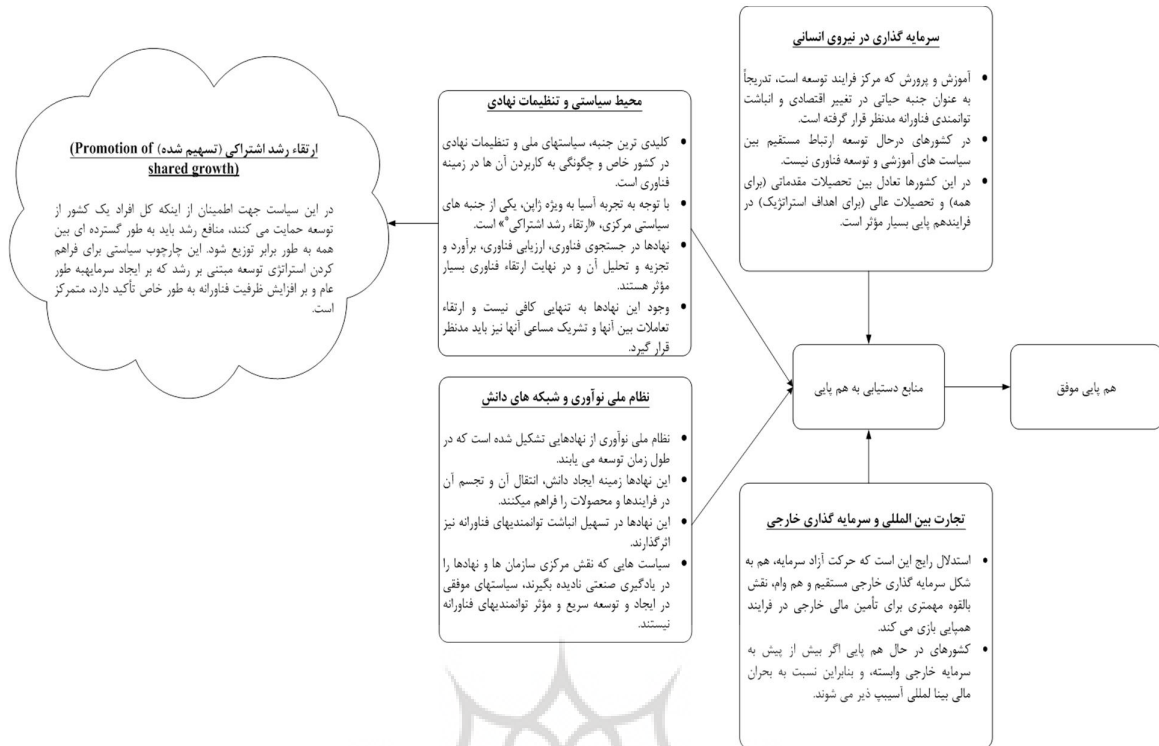 سرمایه گذاری در نیروی انسانی
● آموزش و پرورش که مرکز فرایند توسعه است، تدریجاً
به عنوان جنبه حیاتی در تغییر اقتصادی و انباشت
توانمندی فناورانه مدنظر قرار گرفته است.
● در کشورهای درحال توسعه ارتباط مستقیم بین
سیاست های آموزشی و توسعه فناوری نیست.
● در این کشورها تعادل بین تحصیلات مقدماتی (برای
همه) و تحصیلات عالی (برای اهداف استراتژیک) در
فرایندهم پایی بسیار مؤثر است.
محیط سیاستی و تنظیمات نهادی
● کلیدی ترین جنبه، سیاستهای ملی و تنظیمات نهادی
در کشور خاص و چگونگی به کاربردن آن ها در زمینه
فناوری است.
● با توجه به تجربه آسیا به ویژه ژاپن، یکی از جنبه های
سیاستی مرکزی، «ارتقاء رشد اشتراکی*» است.
● نهادها در جستجوی فناوری، ارزیابی فناوری، برآورد و
تجزیه و تحلیل آن و در نهایت ارتقاء فناوری بسیار
مؤثر هستند.
● وجود این نهادها به تنهایی کافی نیست و ارتقاء
تعاملات بین آنها و تشریک مساعی آنها نیز باید مدنظر
قرار گیرد.
ارتقاء رشد اشتراکی (تسهیم شده) (Promotion of
shared growth)
در این سیاست جهت اطمینان از اینکه کل افراد یک کشور از
توسعه حمایت می کنند، منافع رشد باید به طور گسترده ای بین
همه به طور برابر توزیع شود. این چارچوب سیاستی برای فراهم
کردن استراتژی توسعه مبتنی بر رشد که بر ایجاد سرمایهبه طور
عام و بر افزایش ظرفیت فناورانه به طور خاص تأکید دارد، متمرکز
است.
هم پایی موفق
منابع دستیابی به هم پایی
نظام ملی نوآوری و شبکه های دانش
● نظام ملی نوآوری از نهادهایی تشکیل شده است که در
طول زمان توسعه می یابند.
● این نهادها زمینه ایجاد دانش، انتقال آن و تجسم آن
در فرایندها و محصولات را فراهم میکنند.
● این نهادها در تسهیل انباشت توانمندیهای فناورانه نیز
اثرگذارند.
● سیاست هایی که نقش مرکزی سازمان ها و نهادها را
در یادگیری صنعتی نادیده بگیرند، سیاستهای موفقی
در ایجاد و توسعه سریع و مؤثر توانمندیهای فناورانه
نیستند.
تجارت بین المللی و سرمایه گذاری خارجی
● استدلال رایج این است که حرکت آزاد سرمایه، هم به
شکل سرمایه گذاری خارجی مستقیم و هم وام، نقش
بالقوه مهمتری برای تأمین مالی خارجی در فرایند
همپایی بازی می کند.
● کشورهای در حال هم پایی اگر بیش از پیش به
سرمایه خارجی وابسته، و بنابراین نسبت به بحران
مالی بینا لمللی آسیبپ ذیر می شوند.